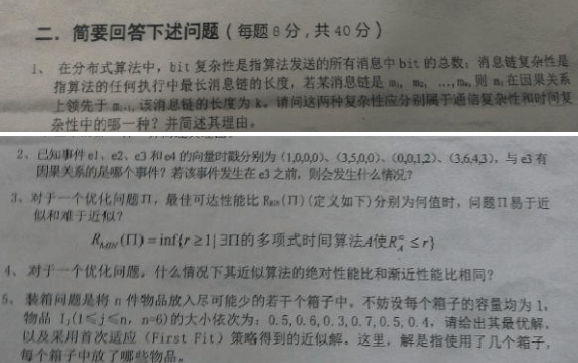 二. 简要回答下述问题(每题8分,共40分)
1、在分布式算法中,bit复杂性是指算法发送的所有消息中bit的总数;消息链复杂性是
指算法的任何执行中最长消息链的长度,若某消息链是 m₁, m₂, …,mₖ,则 mᵢ在因果关系
上领先于 mᵢ₊₁,该消息链的长度为k。请问这两种复杂性应分别属于通信复杂性和时间复
杂性中的哪一种?并简述其理由。
2、已知事件e1、e2、e3和e4的向量时戳分别为(1,0,0,0)、(3,5,0,0)、(0,0,1,2)、(3,6,4,3),与e3有
因果关系的是哪个事件?若该事件发生在e3之前,则会发生什么情况?
3、对于一个优化问题Π,最佳可达性能比 RMIN(Π)(定义如下)分别为何值时,问题Π易于近
似和难于近似?
RMIN(Π)=inf{r≥1|∃Π的多项式时间算法A使R_A^∞≤r}
4、对于一个优化问题,什么情况下其近似算法的绝对性能比和渐近性能比相同?
5、装箱问题是将n件物品放入尽可能少的若干个箱子中。不妨设每个箱子的容量均为1,
物品 Iⱼ(1≤j≤n, n=6)的大小依次为:0.5,0.6,0.3,0.7,0.5,0.4,请给出其最优解,
以及采用首次适应(First Fit)策略得到的近似解。这里,解是指使用了几个箱子,
每个箱子中放了哪些物品。